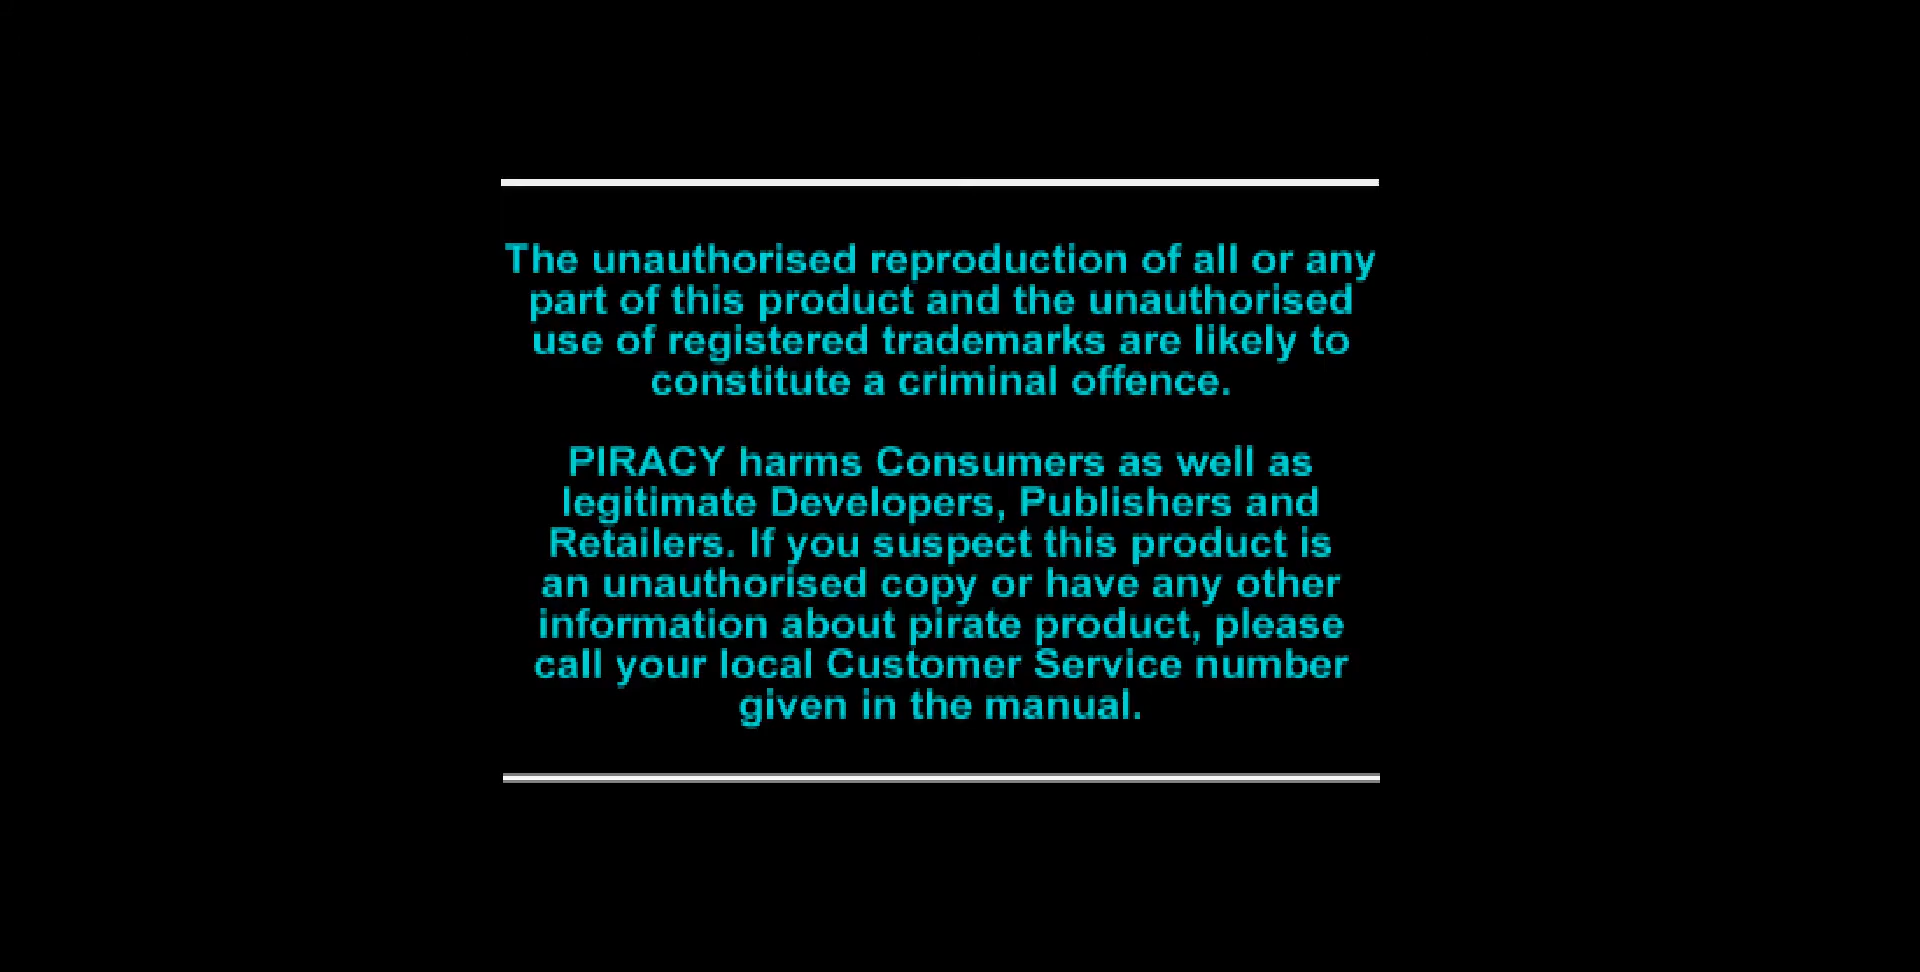 The unauthorised reproduction of all or any
part of this product and the unauthorised
use of registered trademarks are likely to
constitute a criminal offence.
PIRACY harms Consumers as well as
legitimate Developers, Publishers and
Retailers. If you suspect this product is
an unauthorised copy or have any other
information about pirate product, please
call your local Customer Service number
given in the manual.